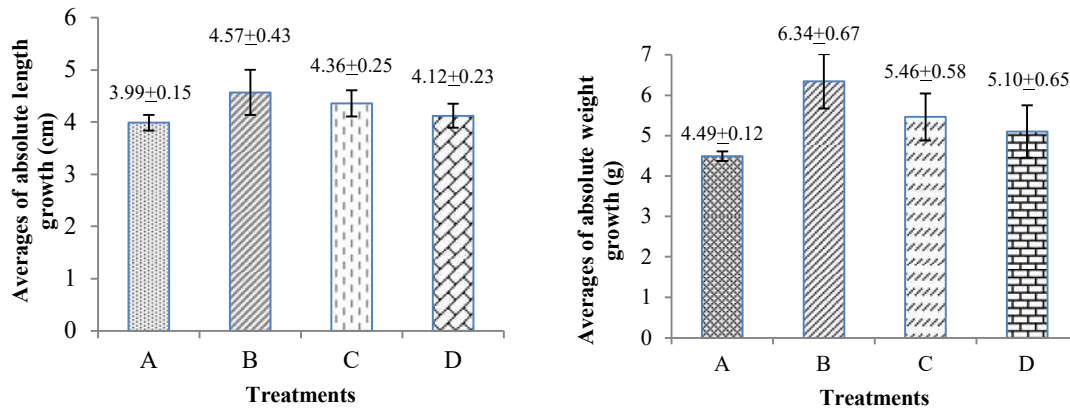 Averages of absolute length
growth (cm)
6
5
4
3
2
1
0
3.99±0.15
4.57±0.43
4.36±0.25
4.12±0.23
A B C D
Treatments
Averages of absolute weight
growth (g)
7
6
5
4
3
2
1
0
4.49±0.12
6.34±0.67
5.46±0.58
5.10±0.65
A B C D
Treatments